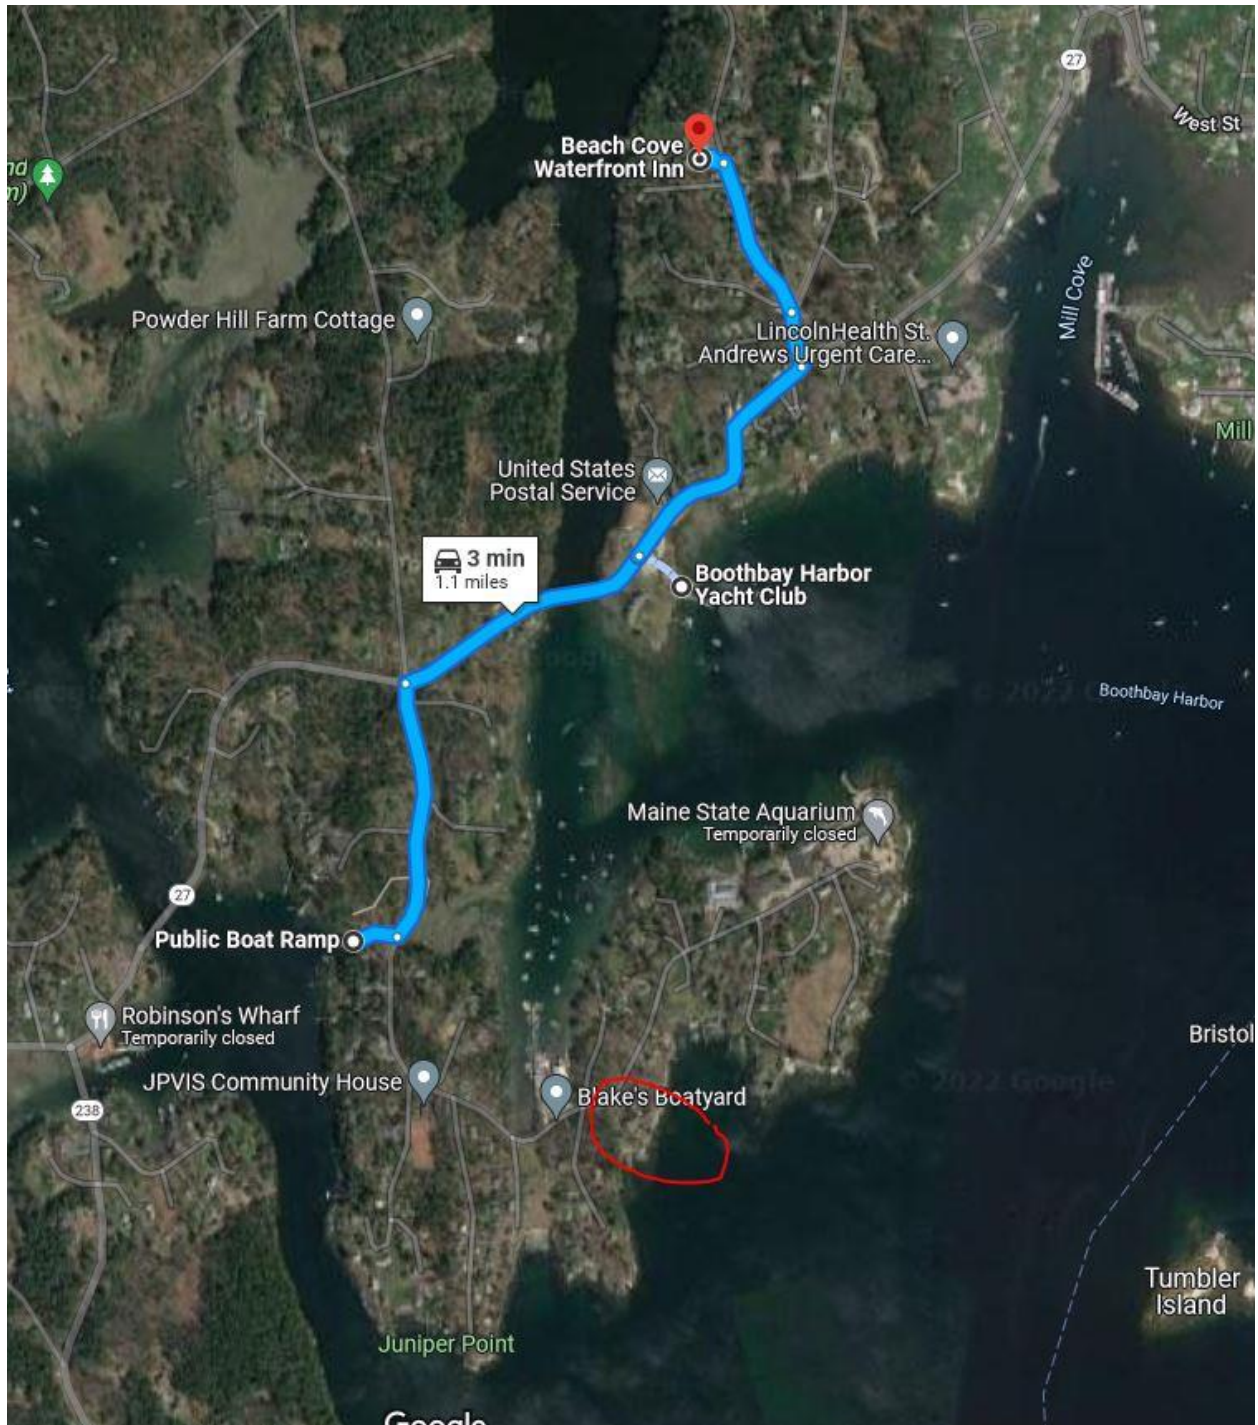 27
West St
Beach Cove
Waterfront Inn
nd
m)
Mill Cove
Powder Hill Farm Cottage
LincolnHealth St.
Andrews Urgent Care...
Mill
United States
Postal Service
3 min
1.1 miles
Boothbay Harbor
Yacht Club
Boothbay Harbor
Maine State Aquarium
Temporarily closed
27
Public Boat Ramp
Robinson's Wharf
Temporarily closed
Bristol
JPVIS Community House
Blake's Boatyard
2022 Google
238
Tumbler
Island
Juniper Point
Google